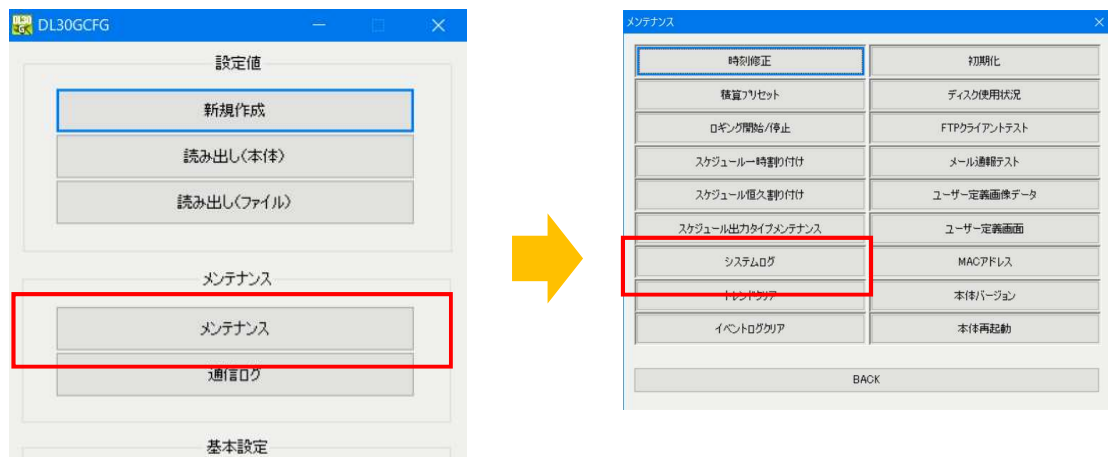 DL30GCFG
設定値
新規作成
読み出し(本体)
読み出し(ファイル)
メンテナンス
メンテナンス
通信ログ
基本設定
メンテナンス
時刻修正 初期化
積算プリセット ディスク使用状況
ロギング開始/停止 FTPクライアントテスト
スケジュール一時割り付け メール通報テスト
スケジュール恒久割り付け ユーザー定義画像データ
スケジュール出力タイプメンテナンス ユーザー定義画面
システムログ MACアドレス
トレンドクリア 本体バージョン
イベントログクリア 本体再起動
BACK